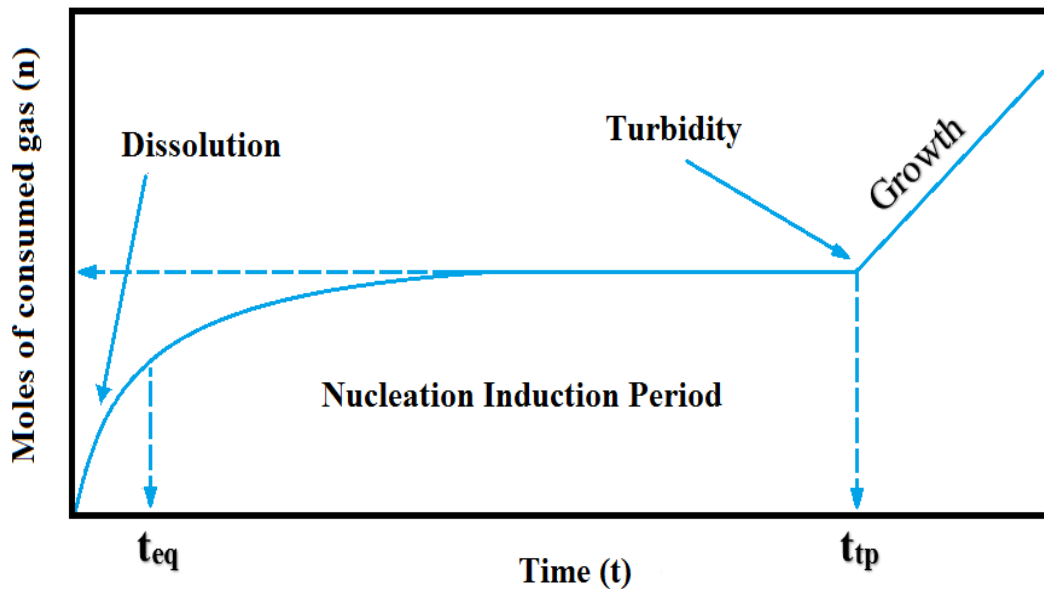 Moles of consumed gas (n)
Dissolution
Turbidity
Growth
Nucleation Induction Period
teq
ttp
Time (t)